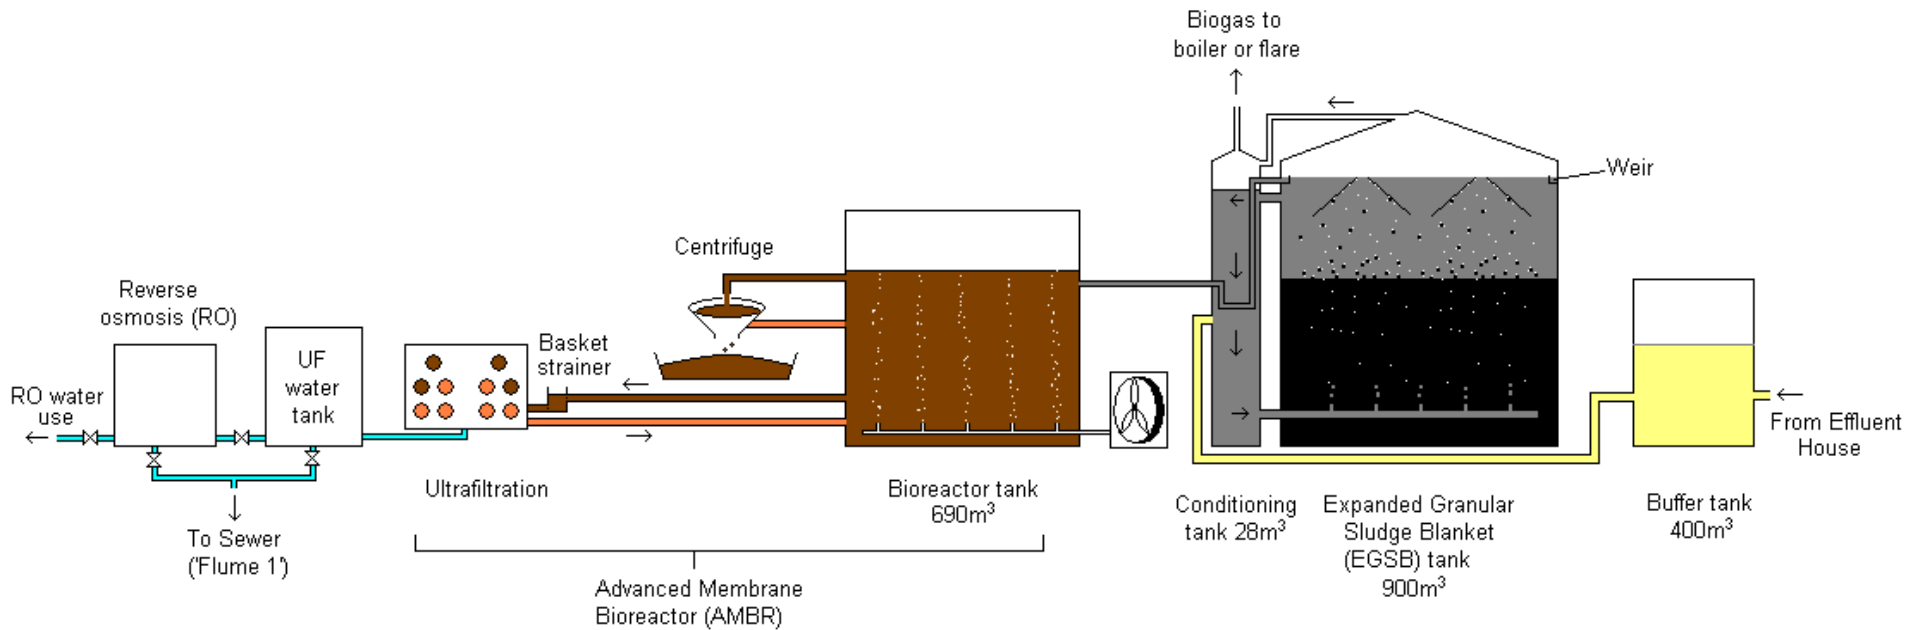 Biogas to
boiler or flare
Weir
Centrifuge
Reverse
osmosis (RO)
UF
water
tank
Basket
strainer
RO water
use
From Effluent
House
Ultrafiltration
Bioreactor tank
690m³
Conditioning
tank 28m³
Expanded Granular
Sludge Blanket
(EGSB) tank
900m³
Buffer tank
400m³
To Sewer
('Flume 1')
Advanced Membrane
Bioreactor (AMBR)